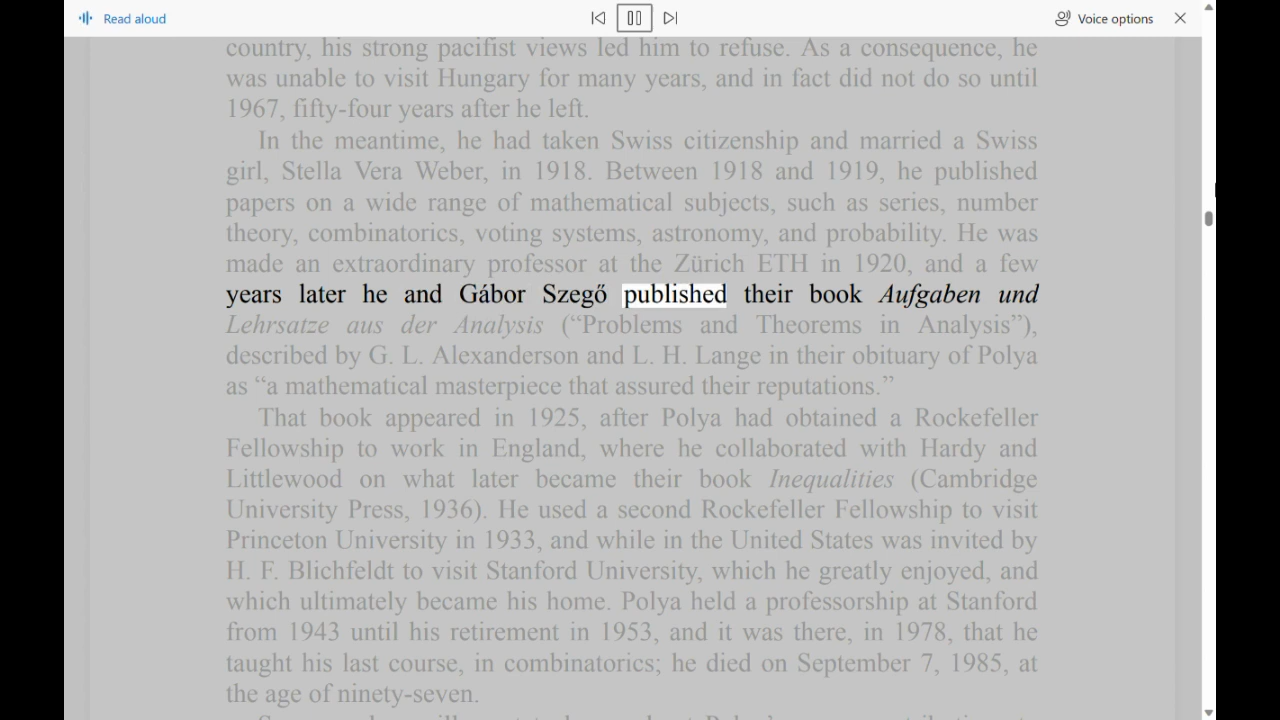 Read aloud
Voice options
country, his strong pacifist views led him to refuse. As a consequence, he
was unable to visit Hungary for many years, and in fact did not do so until
1967, fifty-four years after he left.
In the meantime, he had taken Swiss citizenship and married a Swiss
girl, Stella Vera Weber, in 1918. Between 1918 and 1919, he published
papers on a wide range of mathematical subjects, such as series, number
theory, combinatorics, voting systems, astronomy, and probability. He was
made an extraordinary professor at the Zürich ETH in 1920, and a few
years later he and Gábor Szegő published their book Aufgaben und
Lehrsatze aus der Analysis (“Problems and Theorems in Analysis”),
described by G. L. Alexanderson and L. H. Lange in their obituary of Polya
as “a mathematical masterpiece that assured their reputations.”
That book appeared in 1925, after Polya had obtained a Rockefeller
Fellowship to work in England, where he collaborated with Hardy and
Littlewood on what later became their book Inequalities (Cambridge
University Press, 1936). He used a second Rockefeller Fellowship to visit
Princeton University in 1933, and while in the United States was invited by
H. F. Blichfeldt to visit Stanford University, which he greatly enjoyed, and
which ultimately became his home. Polya held a professorship at Stanford
from 1943 until his retirement in 1953, and it was there, in 1978, that he
taught his last course, in combinatorics; he died on September 7, 1985, at
the age of ninety-seven.